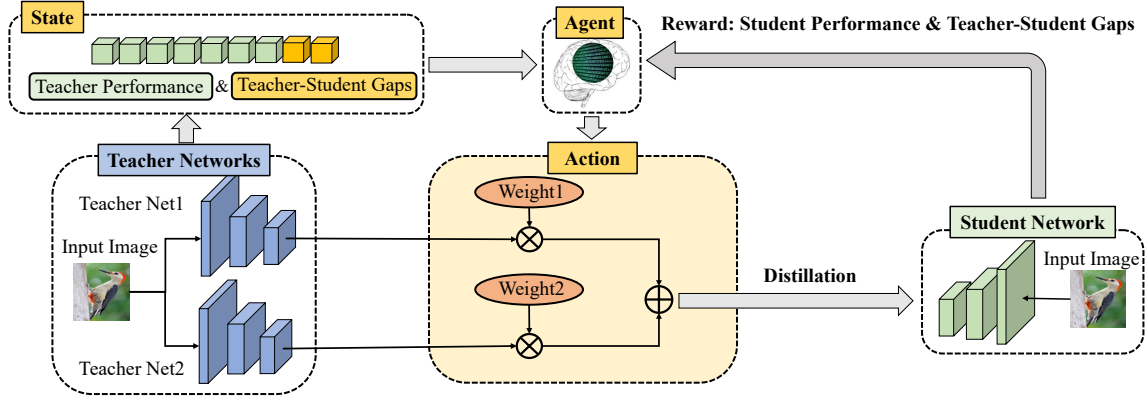 State
Teacher Performance & Teacher-Student Gaps
Agent
Reward: Student Performance & Teacher-Student Gaps
Teacher Networks
Teacher Net1
Input Image
Teacher Net2
Action
Weight1
Weight2
Distillation
Student Network
Input Image